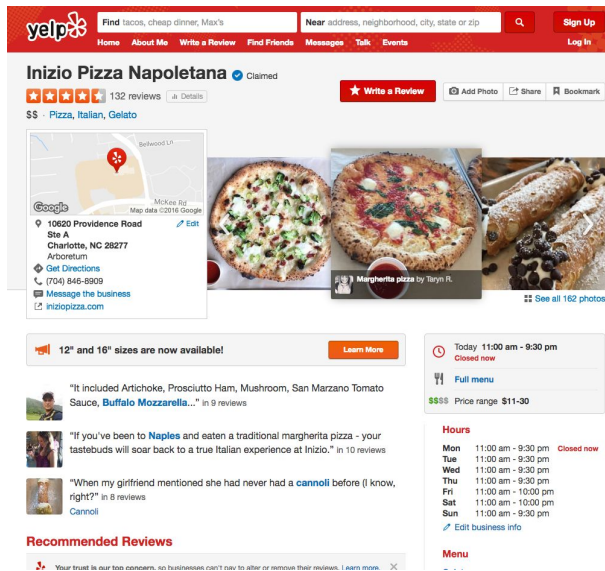 yelp
Find tacos, cheap dinner, Max's
Near address, neighborhood, city, state or zip
Sign Up
Home About Me Write a Review Find Friends Messages Talk Events
Log In
Inizio Pizza Napoletana Claimed
132 reviews Details
$$ · Pizza, Italian, Gelato
Write a Review
Add Photo Share Bookmark
Bellwood Ln
McKee Rd
Google
Map data ©2016 Google
10620 Providence Road
Edit
Ste A
Charlotte, NC 28277
Arboretum
Get Directions
(704) 846-8909
Message the business
iniziopizza.com
Margherita pizza by Taryn R.
See all 162 photos
12" and 16" sizes are now available!
Learn More
"It included Artichoke, Prosciutto Ham, Mushroom, San Marzano Tomato
Sauce, Buffalo Mozzarella..." in 9 reviews
"If you've been to Naples and eaten a traditional margherita pizza - your
tastebuds will soar back to a true Italian experience at Inizio." in 10 reviews
"When my girlfriend mentioned she had never had a cannoli before (I know,
right?" in 8 reviews
Cannoli
Recommended Reviews
Your trust is our top concern, so businesses can't pay to alter or remove their reviews. Learn more.
Today 11:00 am - 9:30 pm
Closed now
Full menu
$$$$ Price range $11-30
Hours
Mon 11:00 am - 9:30 pm Closed now
Tue 11:00 am - 9:30 pm
Wed 11:00 am - 9:30 pm
Thu 11:00 am - 9:30 pm
Fri 11:00 am - 10:00 pm
Sat 11:00 am - 10:00 pm
Sun 11:00 am - 9:30 pm
Edit business info
Menu